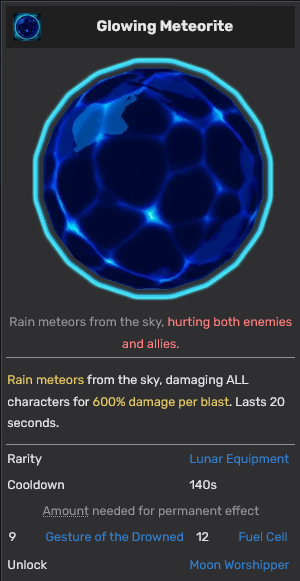 Glowing Meteorite
Rain meteors from the sky, hurting both enemies
and allies.
Rain meteors from the sky, damaging ALL
characters for 600% damage per blast. Lasts 20
seconds.
Rarity Lunar Equipment
Cooldown 140s
Amount needed for permanent effect
9 Gesture of the Drowned 12 Fuel Cell
Unlock Moon Worshipper